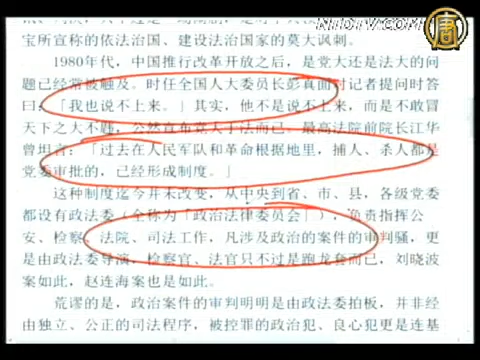 NTDTV.COM
唐
宝所宣称的依法治国、建设法治国家的莫大讽刺。
1980年代，中国推行改革开放之后，是党大还是法大的问
题已经常被触及。时任全国人大委员长彭真面对记者提问时答
曰：「我也说不上来。」其实，他不是说不上来，而是不敢冒
天下之大不韪，公然宣布党大于法而已。最高法院前院长江华
曾坦言：「过去在人民军队和革命根据地里，捕人、杀人都是
党委审批的，已经形成制度。」
这种制度迄今并未改变，从中央到省、市、县，各级党委
都设有政法委（全称为「政治法律委员会」），负责指挥公
安、检察、法院、司法工作，凡涉及政治的案件的审判骚，更
是由政法委导演，检察官、法官只不过是跑龙套而已，刘晓波
案如此，赵连海案也是如此。
荒谬的是，政治案件的审判明明是由政法委拍板，并非经
由独立、公正的司法程序，被控罪的政治犯、良心犯更是连基